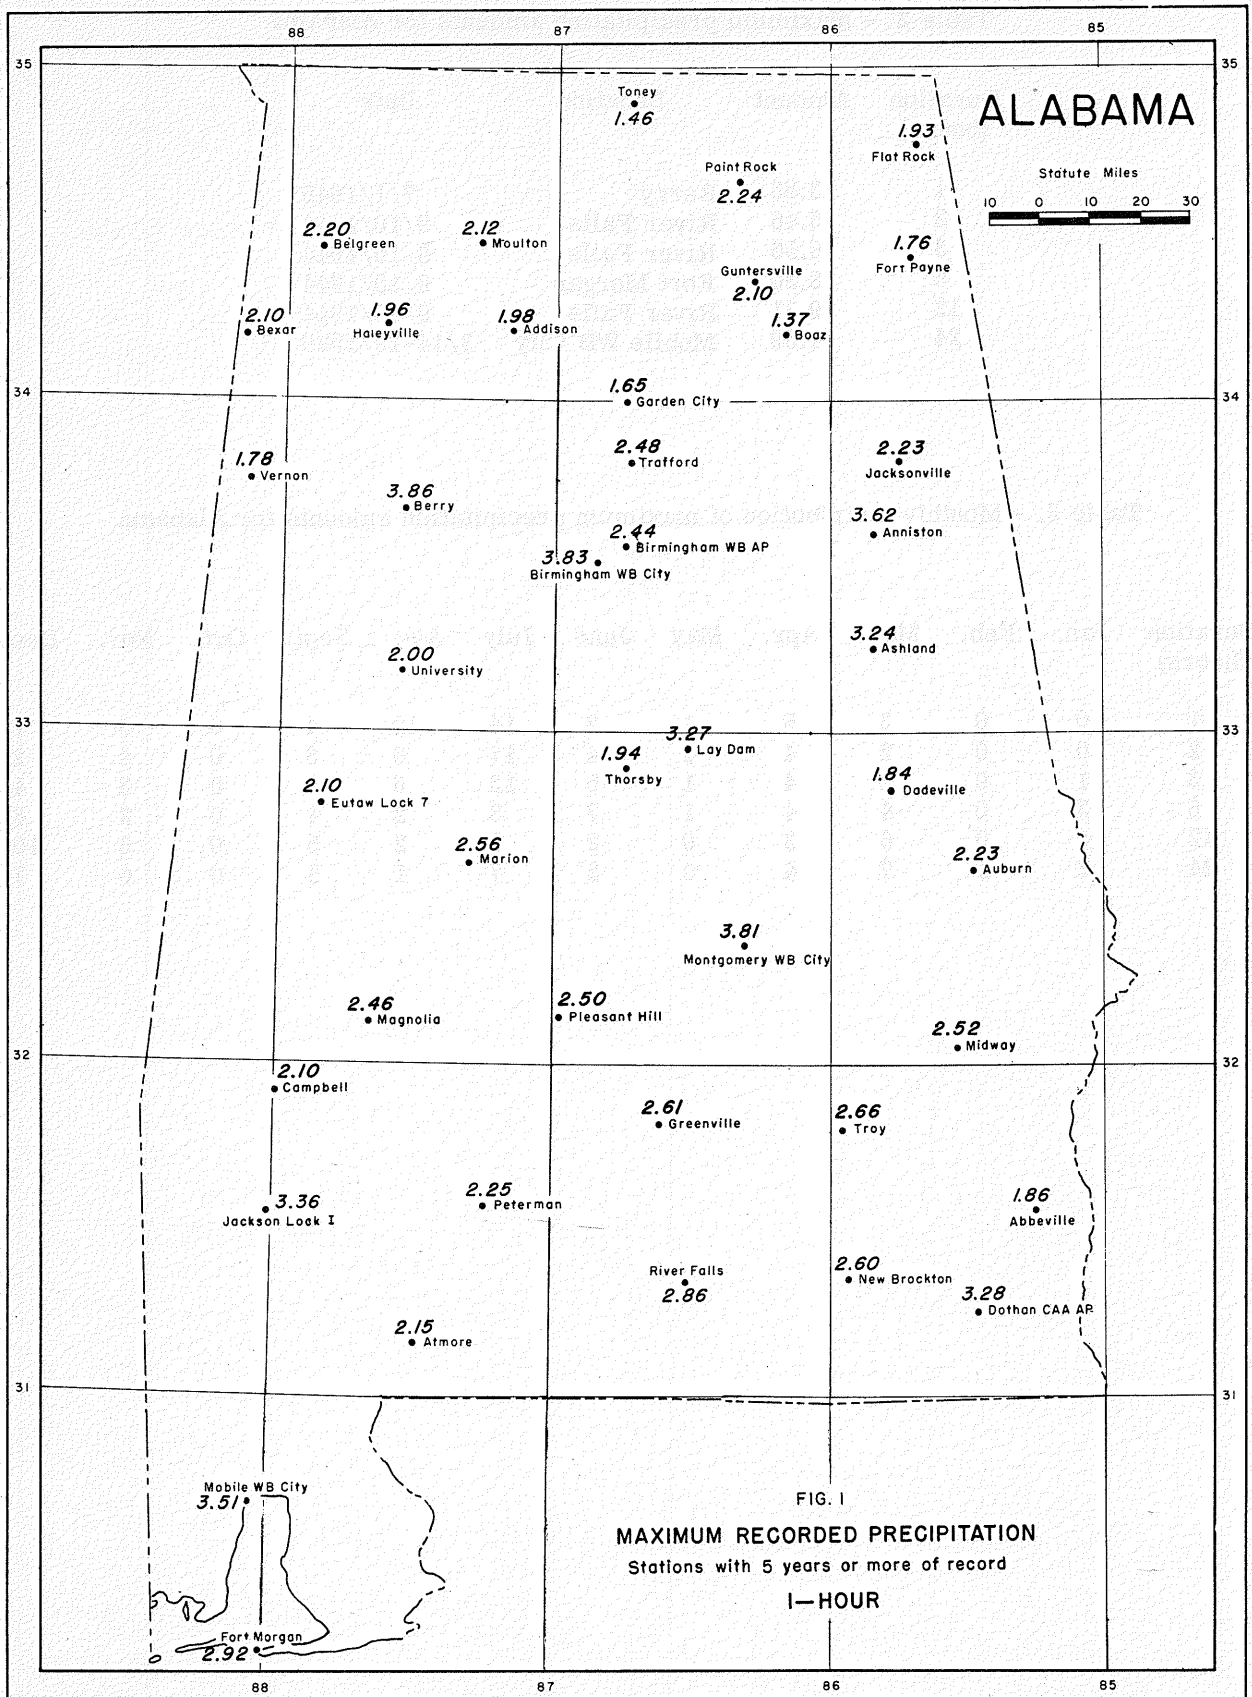 88 87 86 85
35 35
ALABAMA
Toney
1.46
1.93
Flat Rock
Paint Rock
2.24
Statute Miles
10 0 10 20 30
2.20
Belgreen
2.12
Moulton
1.76
Fort Payne
Guntersville
2.10
2.10
Bexar
1.96
Haleyville
1.98
Addison
1.37
Boaz
34 34
1.65
Garden City
2.48
Trafford
2.23
Jacksonville
1.78
Vernon
3.86
Berry
3.62
Anniston
2.44
Birmingham WB AP
3.83
Birmingham WB City
3.24
Ashland
2.00
University
33 33
3.27
Lay Dam
1.94
Thorsby
1.84
Dadeville
2.10
Eutaw Lock 7
2.56
Marion
2.23
Auburn
3.81
Montgomery WB City
2.46
Magnolia
2.50
Pleasant Hill
2.52
Midway
32 32
2.10
Campbell
2.61
Greenville
2.66
Troy
3.36
Jackson Lock I
2.25
Peterman
1.86
Abbeville
River Falls
2.86
2.60
New Brockton
3.28
Dothan CAA AP
2.15
Atmore
31 31
Mobile WB City
3.51
Fort Morgan
2.92
FIG. I
MAXIMUM RECORDED PRECIPITATION
Stations with 5 years or more of record
I—HOUR
88 87 86 85